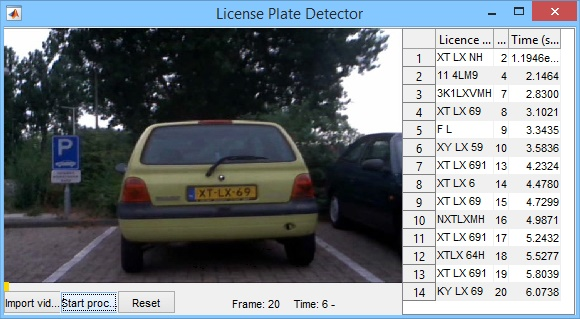 License Plate Detector
Licence ... ... Time (s...
1 XT LX NH 2 1.1946e...
2 11 4LM9 4 2.1464
3 3K1LXVMH 7 2.8300
4 XT LX 69 8 3.1021
5 F L 9 3.3435
6 XY LX 59 10 3.5836
7 XT LX 691 13 4.2324
8 XT LX 6 14 4.4780
9 XT LX 69 15 4.7299
10 NXTLXMH 16 4.9871
11 XT LX 691 17 5.2432
12 XTLX 64H 18 5.5277
13 XT LX 691 19 5.8039
14 KY LX 69 20 6.0738
P
XT-LX-69
Import vid... Start proc... Reset Frame: 20 Time: 6 -